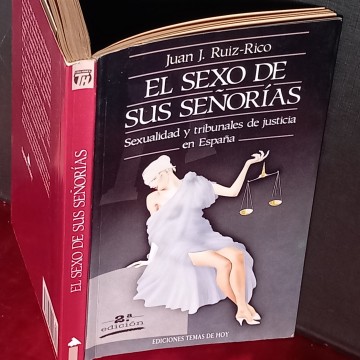 Juan J. Ruiz-Rico
EL SEXO DE
SUS SEÑORÍAS
Sexualidad y tribunales de justicia
en España
2.ª edición
EDICIONES TEMAS DE HOY
EL SEXO DE SUS SEÑORÍAS